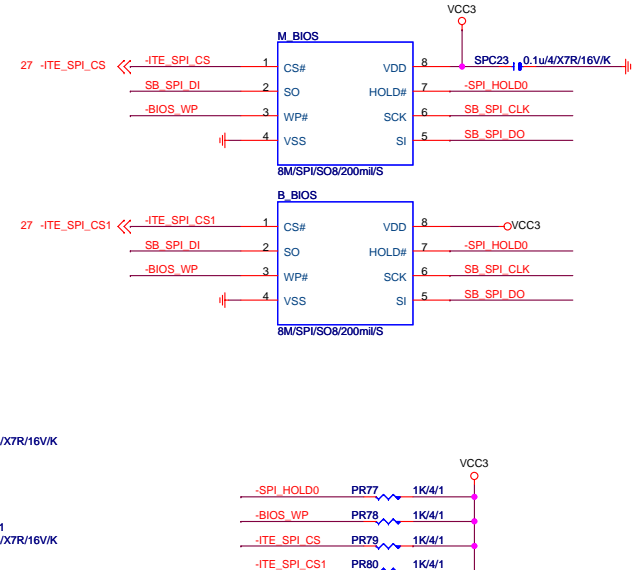 VCC3
M_BIOS
27 -ITE_SPI_CS -ITE_SPI_CS 1 CS# VDD 8 SPC23 0.1u/4/X7R/16V/K
SB_SPI_DI 2 SO HOLD# 7 -SPI_HOLD0
-BIOS_WP 3 WP# SCK 6 SB_SPI_CLK
4 VSS SI 5 SB_SPI_DO
8M/SPI/SO8/200mil/S
B_BIOS
27 -ITE_SPI_CS1 -ITE_SPI_CS1 1 CS# VDD 8 VCC3
SB_SPI_DI 2 SO HOLD# 7 -SPI_HOLD0
-BIOS_WP 3 WP# SCK 6 SB_SPI_CLK
4 VSS SI 5 SB_SPI_DO
8M/SPI/SO8/200mil/S
/X7R/16V/K
VCC3
-SPI_HOLD0 PR77 1K/4/1
-BIOS_WP PR78 1K/4/1
1
/X7R/16V/K
-ITE_SPI_CS PR79 1K/4/1
-ITE_SPI_CS1 PR80 1K/4/1